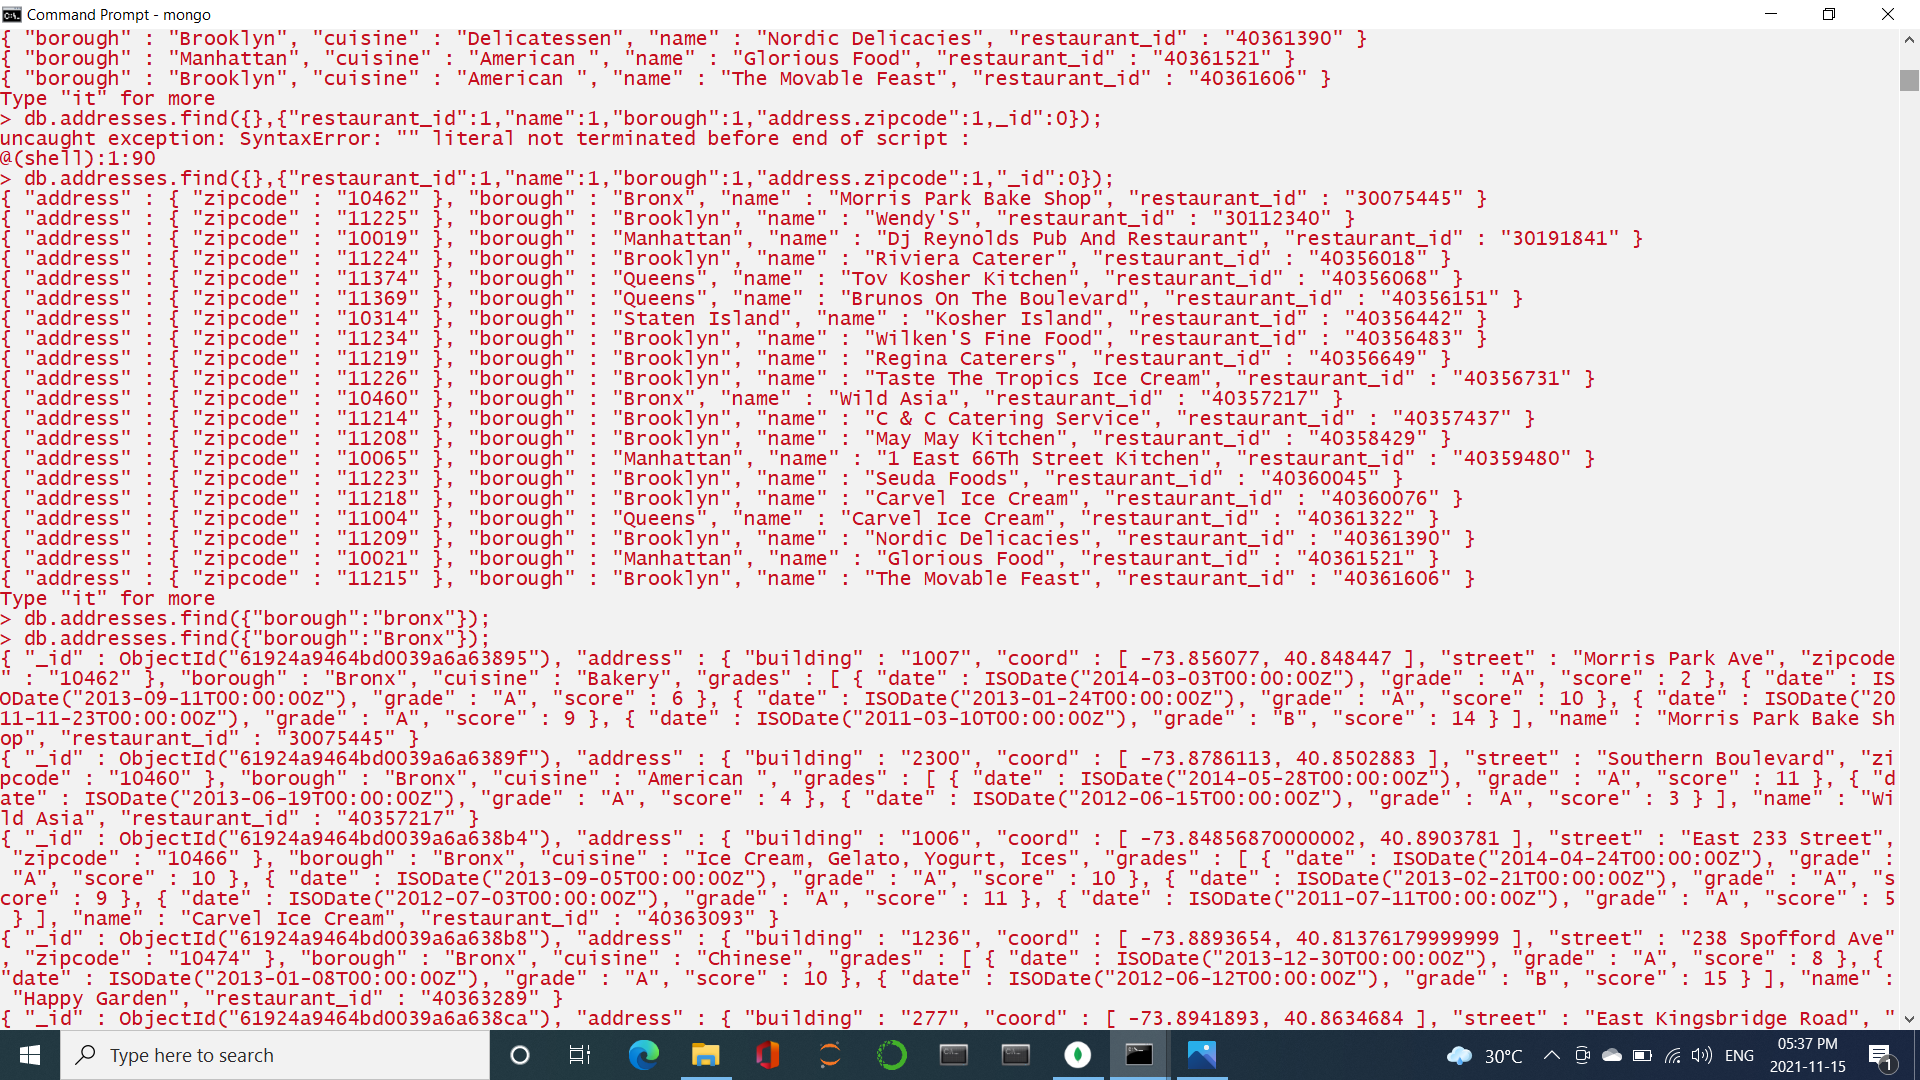 Command Prompt - mongo
{ "borough" : "Brooklyn", "cuisine" : "Delicatessen", "name" : "Nordic Delicacies", "restaurant_id" : "40361390" }
{ "borough" : "Manhattan", "cuisine" : "American ", "name" : "Glorious Food", "restaurant_id" : "40361521" }
{ "borough" : "Brooklyn", "cuisine" : "American ", "name" : "The Movable Feast", "restaurant_id" : "40361606" }
Type "it" for more
> db.addresses.find({},{"restaurant_id":1,"name":1,"borough":1,"address.zipcode":1,_id":0});
uncaught exception: SyntaxError: "" literal not terminated before end of script :
@(shell):1:90
> db.addresses.find({},{"restaurant_id":1,"name":1,"borough":1,"address.zipcode":1,"_id":0});
{ "address" : { "zipcode" : "10462" }, "borough" : "Bronx", "name" : "Morris Park Bake Shop", "restaurant_id" : "30075445" }
{ "address" : { "zipcode" : "11225" }, "borough" : "Brooklyn", "name" : "Wendy'S", "restaurant_id" : "30112340" }
{ "address" : { "zipcode" : "10019" }, "borough" : "Manhattan", "name" : "Dj Reynolds Pub And Restaurant", "restaurant_id" : "30191841" }
{ "address" : { "zipcode" : "11224" }, "borough" : "Brooklyn", "name" : "Riviera Caterer", "restaurant_id" : "40356018" }
{ "address" : { "zipcode" : "11374" }, "borough" : "Queens", "name" : "Tov Kosher Kitchen", "restaurant_id" : "40356068" }
{ "address" : { "zipcode" : "11369" }, "borough" : "Queens", "name" : "Brunos On The Boulevard", "restaurant_id" : "40356151" }
{ "address" : { "zipcode" : "10314" }, "borough" : "Staten Island", "name" : "Kosher Island", "restaurant_id" : "40356442" }
{ "address" : { "zipcode" : "11234" }, "borough" : "Brooklyn", "name" : "Wilken'S Fine Food", "restaurant_id" : "40356483" }
{ "address" : { "zipcode" : "11219" }, "borough" : "Brooklyn", "name" : "Regina Caterers", "restaurant_id" : "40356649" }
{ "address" : { "zipcode" : "11226" }, "borough" : "Brooklyn", "name" : "Taste The Tropics Ice Cream", "restaurant_id" : "40356731" }
{ "address" : { "zipcode" : "10460" }, "borough" : "Bronx", "name" : "Wild Asia", "restaurant_id" : "40357217" }
{ "address" : { "zipcode" : "11214" }, "borough" : "Brooklyn", "name" : "C & C Catering Service", "restaurant_id" : "40357437" }
{ "address" : { "zipcode" : "11208" }, "borough" : "Brooklyn", "name" : "May May Kitchen", "restaurant_id" : "40358429" }
{ "address" : { "zipcode" : "10065" }, "borough" : "Manhattan", "name" : "1 East 66Th Street Kitchen", "restaurant_id" : "40359480" }
{ "address" : { "zipcode" : "11223" }, "borough" : "Brooklyn", "name" : "Seuda Foods", "restaurant_id" : "40360045" }
{ "address" : { "zipcode" : "11218" }, "borough" : "Brooklyn", "name" : "Carvel Ice Cream", "restaurant_id" : "40360076" }
{ "address" : { "zipcode" : "11004" }, "borough" : "Queens", "name" : "Carvel Ice Cream", "restaurant_id" : "40361322" }
{ "address" : { "zipcode" : "11209" }, "borough" : "Brooklyn", "name" : "Nordic Delicacies", "restaurant_id" : "40361390" }
{ "address" : { "zipcode" : "10021" }, "borough" : "Manhattan", "name" : "Glorious Food", "restaurant_id" : "40361521" }
{ "address" : { "zipcode" : "11215" }, "borough" : "Brooklyn", "name" : "The Movable Feast", "restaurant_id" : "40361606" }
Type "it" for more
> db.addresses.find({"borough":"bronx"});
> db.addresses.find({"borough":"Bronx"});
{ "_id" : ObjectId("61924a9464bd0039a6a63895"), "address" : { "building" : "1007", "coord" : [ -73.856077, 40.848447 ], "street" : "Morris Park Ave", "zipcode
" : "10462" }, "borough" : "Bronx", "cuisine" : "Bakery", "grades" : [ { "date" : ISODate("2014-03-03T00:00:00Z"), "grade" : "A", "score" : 2 }, { "date" : IS
ODate("2013-09-11T00:00:00Z"), "grade" : "A", "score" : 6 }, { "date" : ISODate("2013-01-24T00:00:00Z"), "grade" : "A", "score" : 10 }, { "date" : ISODate("20
11-11-23T00:00:00Z"), "grade" : "A", "score" : 9 }, { "date" : ISODate("2011-03-10T00:00:00Z"), "grade" : "B", "score" : 14 } ], "name" : "Morris Park Bake Sh
op", "restaurant_id" : "30075445" }
{ "_id" : ObjectId("61924a9464bd0039a6a6389f"), "address" : { "building" : "2300", "coord" : [ -73.8786113, 40.8502883 ], "street" : "Southern Boulevard", "zi
pcode" : "10460" }, "borough" : "Bronx", "cuisine" : "American ", "grades" : [ { "date" : ISODate("2014-05-28T00:00:00Z"), "grade" : "A", "score" : 11 }, { "d
ate" : ISODate("2013-06-19T00:00:00Z"), "grade" : "A", "score" : 4 }, { "date" : ISODate("2012-06-15T00:00:00Z"), "grade" : "A", "score" : 3 } ], "name" : "Wi
ld Asia", "restaurant_id" : "40357217" }
{ "_id" : ObjectId("61924a9464bd0039a6a638b4"), "address" : { "building" : "1006", "coord" : [ -73.84856870000002, 40.8903781 ], "street" : "East 233 Street",
 "zipcode" : "10466" }, "borough" : "Bronx", "cuisine" : "Ice Cream, Gelato, Yogurt, Ices", "grades" : [ { "date" : ISODate("2014-04-24T00:00:00Z"), "grade" :
 "A", "score" : 10 }, { "date" : ISODate("2013-09-05T00:00:00Z"), "grade" : "A", "score" : 10 }, { "date" : ISODate("2013-02-21T00:00:00Z"), "grade" : "A", "s
core" : 9 }, { "date" : ISODate("2012-07-03T00:00:00Z"), "grade" : "A", "score" : 11 }, { "date" : ISODate("2011-07-11T00:00:00Z"), "grade" : "A", "score" : 5
 } ], "name" : "Carvel Ice Cream", "restaurant_id" : "40363093" }
{ "_id" : ObjectId("61924a9464bd0039a6a638b8"), "address" : { "building" : "1236", "coord" : [ -73.8893654, 40.81376179999999 ], "street" : "238 Spofford Ave"
, "zipcode" : "10474" }, "borough" : "Bronx", "cuisine" : "Chinese", "grades" : [ { "date" : ISODate("2013-12-30T00:00:00Z"), "grade" : "A", "score" : 8 }, {
"date" : ISODate("2013-01-08T00:00:00Z"), "grade" : "A", "score" : 10 }, { "date" : ISODate("2012-06-12T00:00:00Z"), "grade" : "B", "score" : 15 } ], "name" :
 "Happy Garden", "restaurant_id" : "40363289" }
{ "_id" : ObjectId("61924a9464bd0039a6a638ca"), "address" : { "building" : "277", "coord" : [ -73.8941893, 40.8634684 ], "street" : "East Kingsbridge Road", "
Type here to search
30°C
ENG
05:37 PM
2021-11-15
1